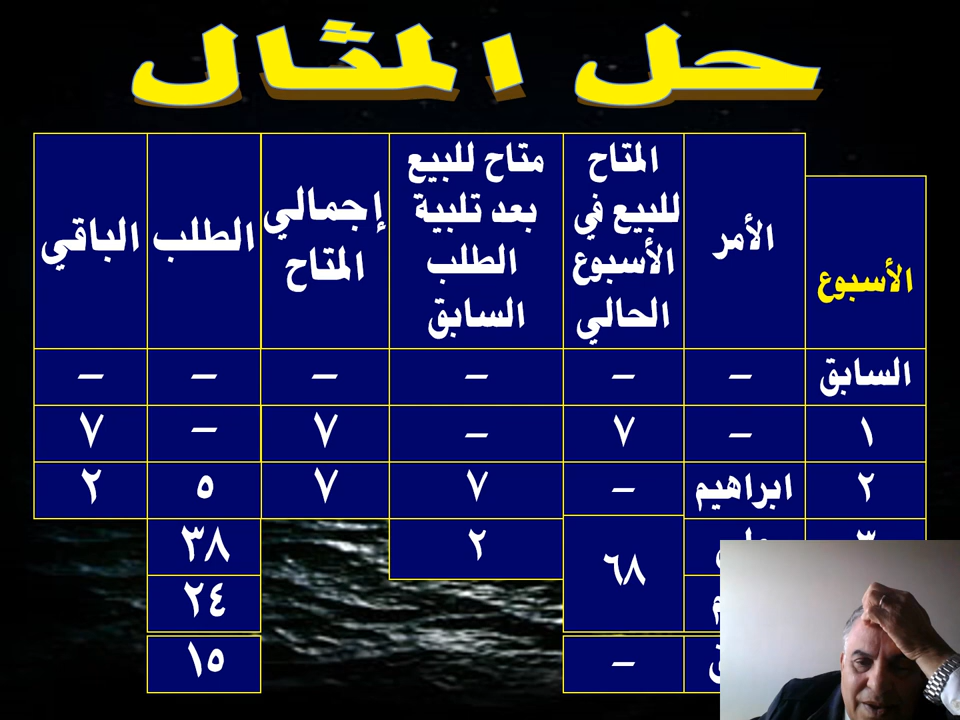 حل المثال
الأسبوع
الأمر
المتاح
للبيع في
الأسبوع
الحالي
متاح للبيع
بعد تلبية
الطلب
السابق
إجمالي
المتاح
الطلب
الباقي
السابق – – – – – –
١ – ٧ – ٧ – ٧
٢ ابراهيم – ٧ ٧ ٥ ٢
٦٨ ٢ ٣٨
٢٤
– ١٥